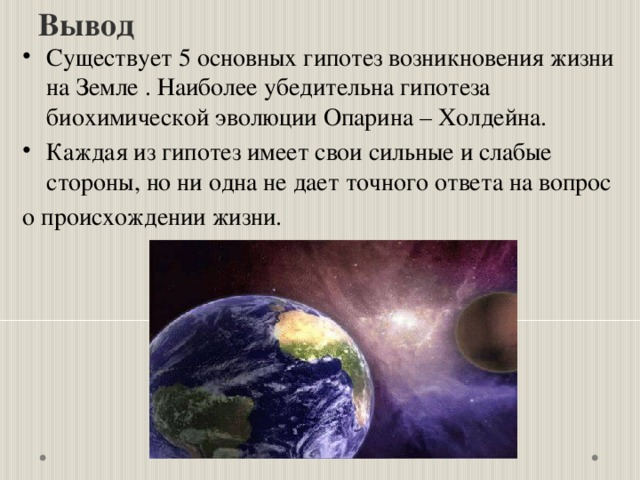 Вывод
• Существует 5 основных гипотез возникновения жизни
на Земле . Наиболее убедительна гипотеза
биохимической эволюции Опарина – Холдейна.
• Каждая из гипотез имеет свои сильные и слабые
стороны, но ни одна не дает точного ответа на вопрос
о происхождении жизни.